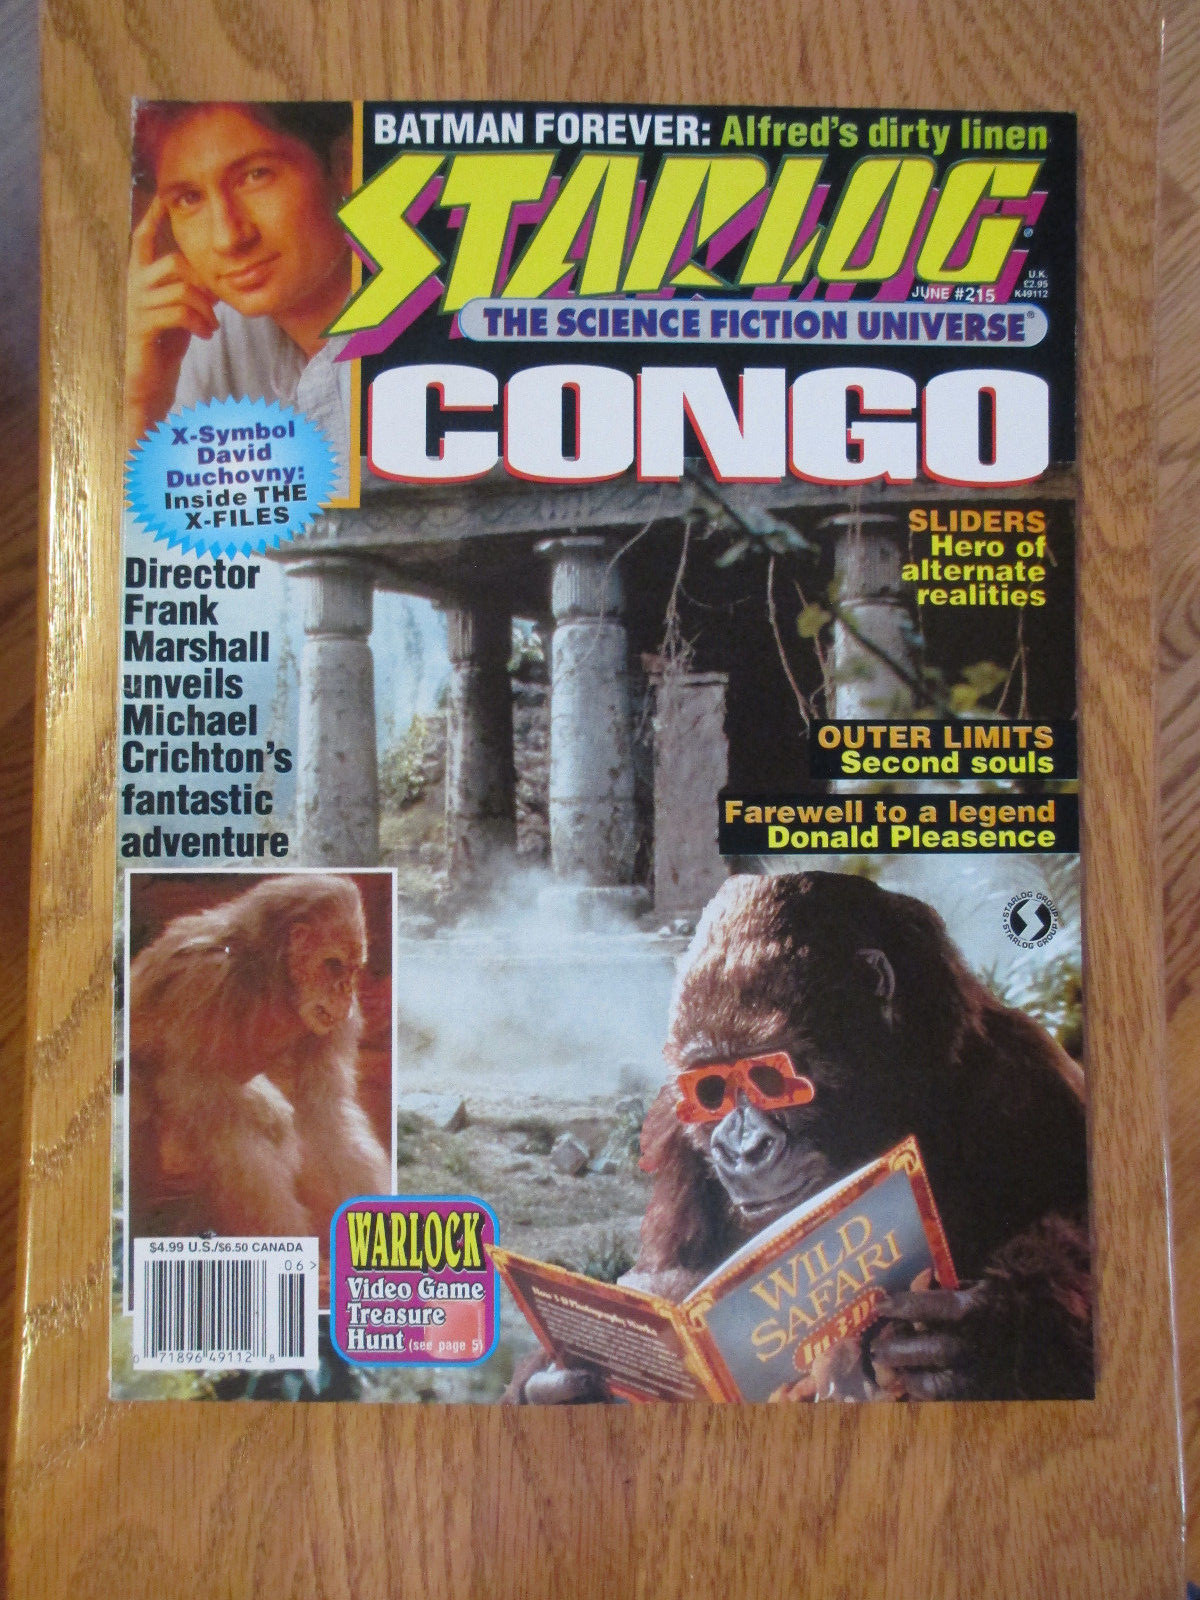 BATMAN FOREVER: Alfred's dirty linen
STARLOG
JUNE #215
U.K.
£2.95
K49112
THE SCIENCE FICTION UNIVERSE®
CONGO
X-Symbol
David
Duchovny:
Inside THE
X-FILES
Director
Frank
Marshall
unveils
Michael
Crichton's
fantastic
adventure
SLIDERS
Hero of
alternate
realities
OUTER LIMITS
Second souls
Farewell to a legend
Donald Pleasence
STARLOG GROUP
STARLOG GROUP
WILD
SAFARI
In 3-D!
$4.99 U.S./$6.50 CANADA
06>
0 71896 49112 8
WARLOCK
Video Game
Treasure
Hunt (see page 5)